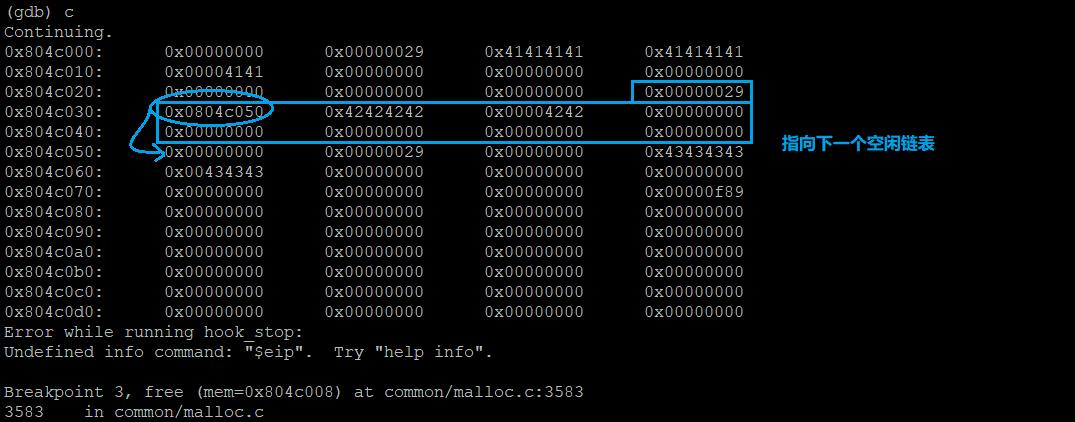 (gdb) c
Continuing.
0x804c000: 0x00000000 0x00000029 0x41414141 0x41414141
0x804c010: 0x00004141 0x00000000 0x00000000 0x00000000
0x804c020: 0x00000000 0x00000000 0x00000000 0x00000029
0x804c030: 0x0804c050 0x42424242 0x00004242 0x00000000
0x804c040: 0x00000000 0x00000000 0x00000000 0x00000000
指向下一个空闲链表
0x804c050: 0x00000000 0x00000029 0x00000000 0x43434343
0x804c060: 0x00434343 0x00000000 0x00000000 0x00000000
0x804c070: 0x00000000 0x00000000 0x00000000 0x00000f89
0x804c080: 0x00000000 0x00000000 0x00000000 0x00000000
0x804c090: 0x00000000 0x00000000 0x00000000 0x00000000
0x804c0a0: 0x00000000 0x00000000 0x00000000 0x00000000
0x804c0b0: 0x00000000 0x00000000 0x00000000 0x00000000
0x804c0c0: 0x00000000 0x00000000 0x00000000 0x00000000
0x804c0d0: 0x00000000 0x00000000 0x00000000 0x00000000
Error while running hook_stop:
Undefined info command: "$eip".  Try "help info".
Breakpoint 3, free (mem=0x804c008) at common/malloc.c:3583
3583    in common/malloc.c